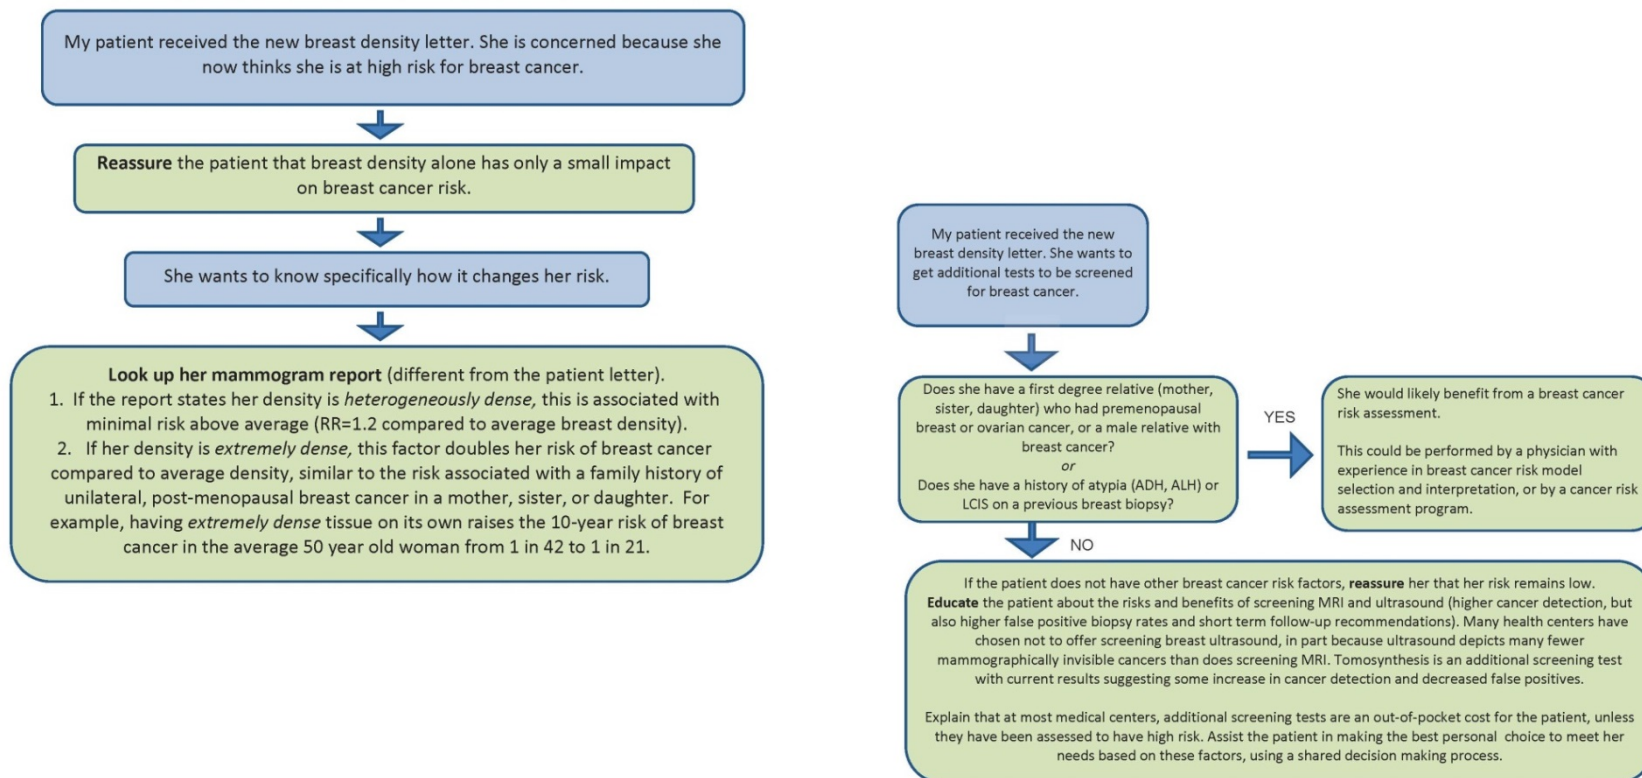 My patient received the new breast density letter. She is concerned because she
now thinks she is at high risk for breast cancer.
Reassure the patient that breast density alone has only a small impact
on breast cancer risk.
She wants to know specifically how it changes her risk.
Look up her mammogram report (different from the patient letter).
1. If the report states her density is heterogeneously dense, this is associated with
minimal risk above average (RR=1.2 compared to average breast density).
2. If her density is extremely dense, this factor doubles her risk of breast cancer
compared to average density, similar to the risk associated with a family history of
unilateral, post-menopausal breast cancer in a mother, sister, or daughter. For
example, having extremely dense tissue on its own raises the 10-year risk of breast
cancer in the average 50 year old woman from 1 in 42 to 1 in 21.
My patient received the new
breast density letter. She wants to
get additional tests to be screened
for breast cancer.
Does she have a first degree relative (mother,
sister, daughter) who had premenopausal
breast or ovarian cancer, or a male relative with
breast cancer?
or
Does she have a history of atypia (ADH, ALH) or
LCIS on a previous breast biopsy?
YES
She would likely benefit from a breast cancer
risk assessment.
This could be performed by a physician with
experience in breast cancer risk model
selection and interpretation, or by a cancer risk
assessment program.
NO
If the patient does not have other breast cancer risk factors, reassure her that her risk remains low.
Educate the patient about the risks and benefits of screening MRI and ultrasound (higher cancer detection, but
also higher false positive biopsy rates and short term follow-up recommendations). Many health centers have
chosen not to offer screening breast ultrasound, in part because ultrasound depicts many fewer
mammographically invisible cancers than does screening MRI. Tomosynthesis is an additional screening test
with current results suggesting some increase in cancer detection and decreased false positives.
Explain that at most medical centers, additional screening tests are an out-of-pocket cost for the patient, unless
they have been assessed to have high risk. Assist the patient in making the best personal choice to meet her
needs based on these factors, using a shared decision making process.